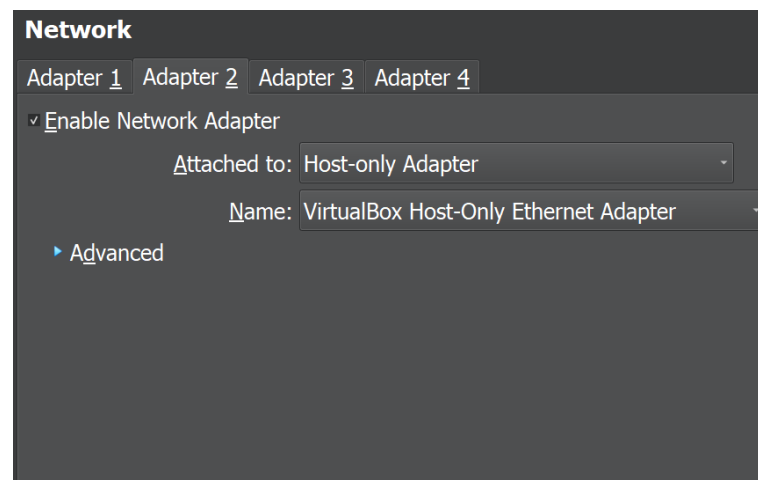 Network
Adapter 1 Adapter 2 Adapter 3 Adapter 4
Enable Network Adapter
Attached to: Host-only Adapter
Name: VirtualBox Host-Only Ethernet Adapter
Advanced